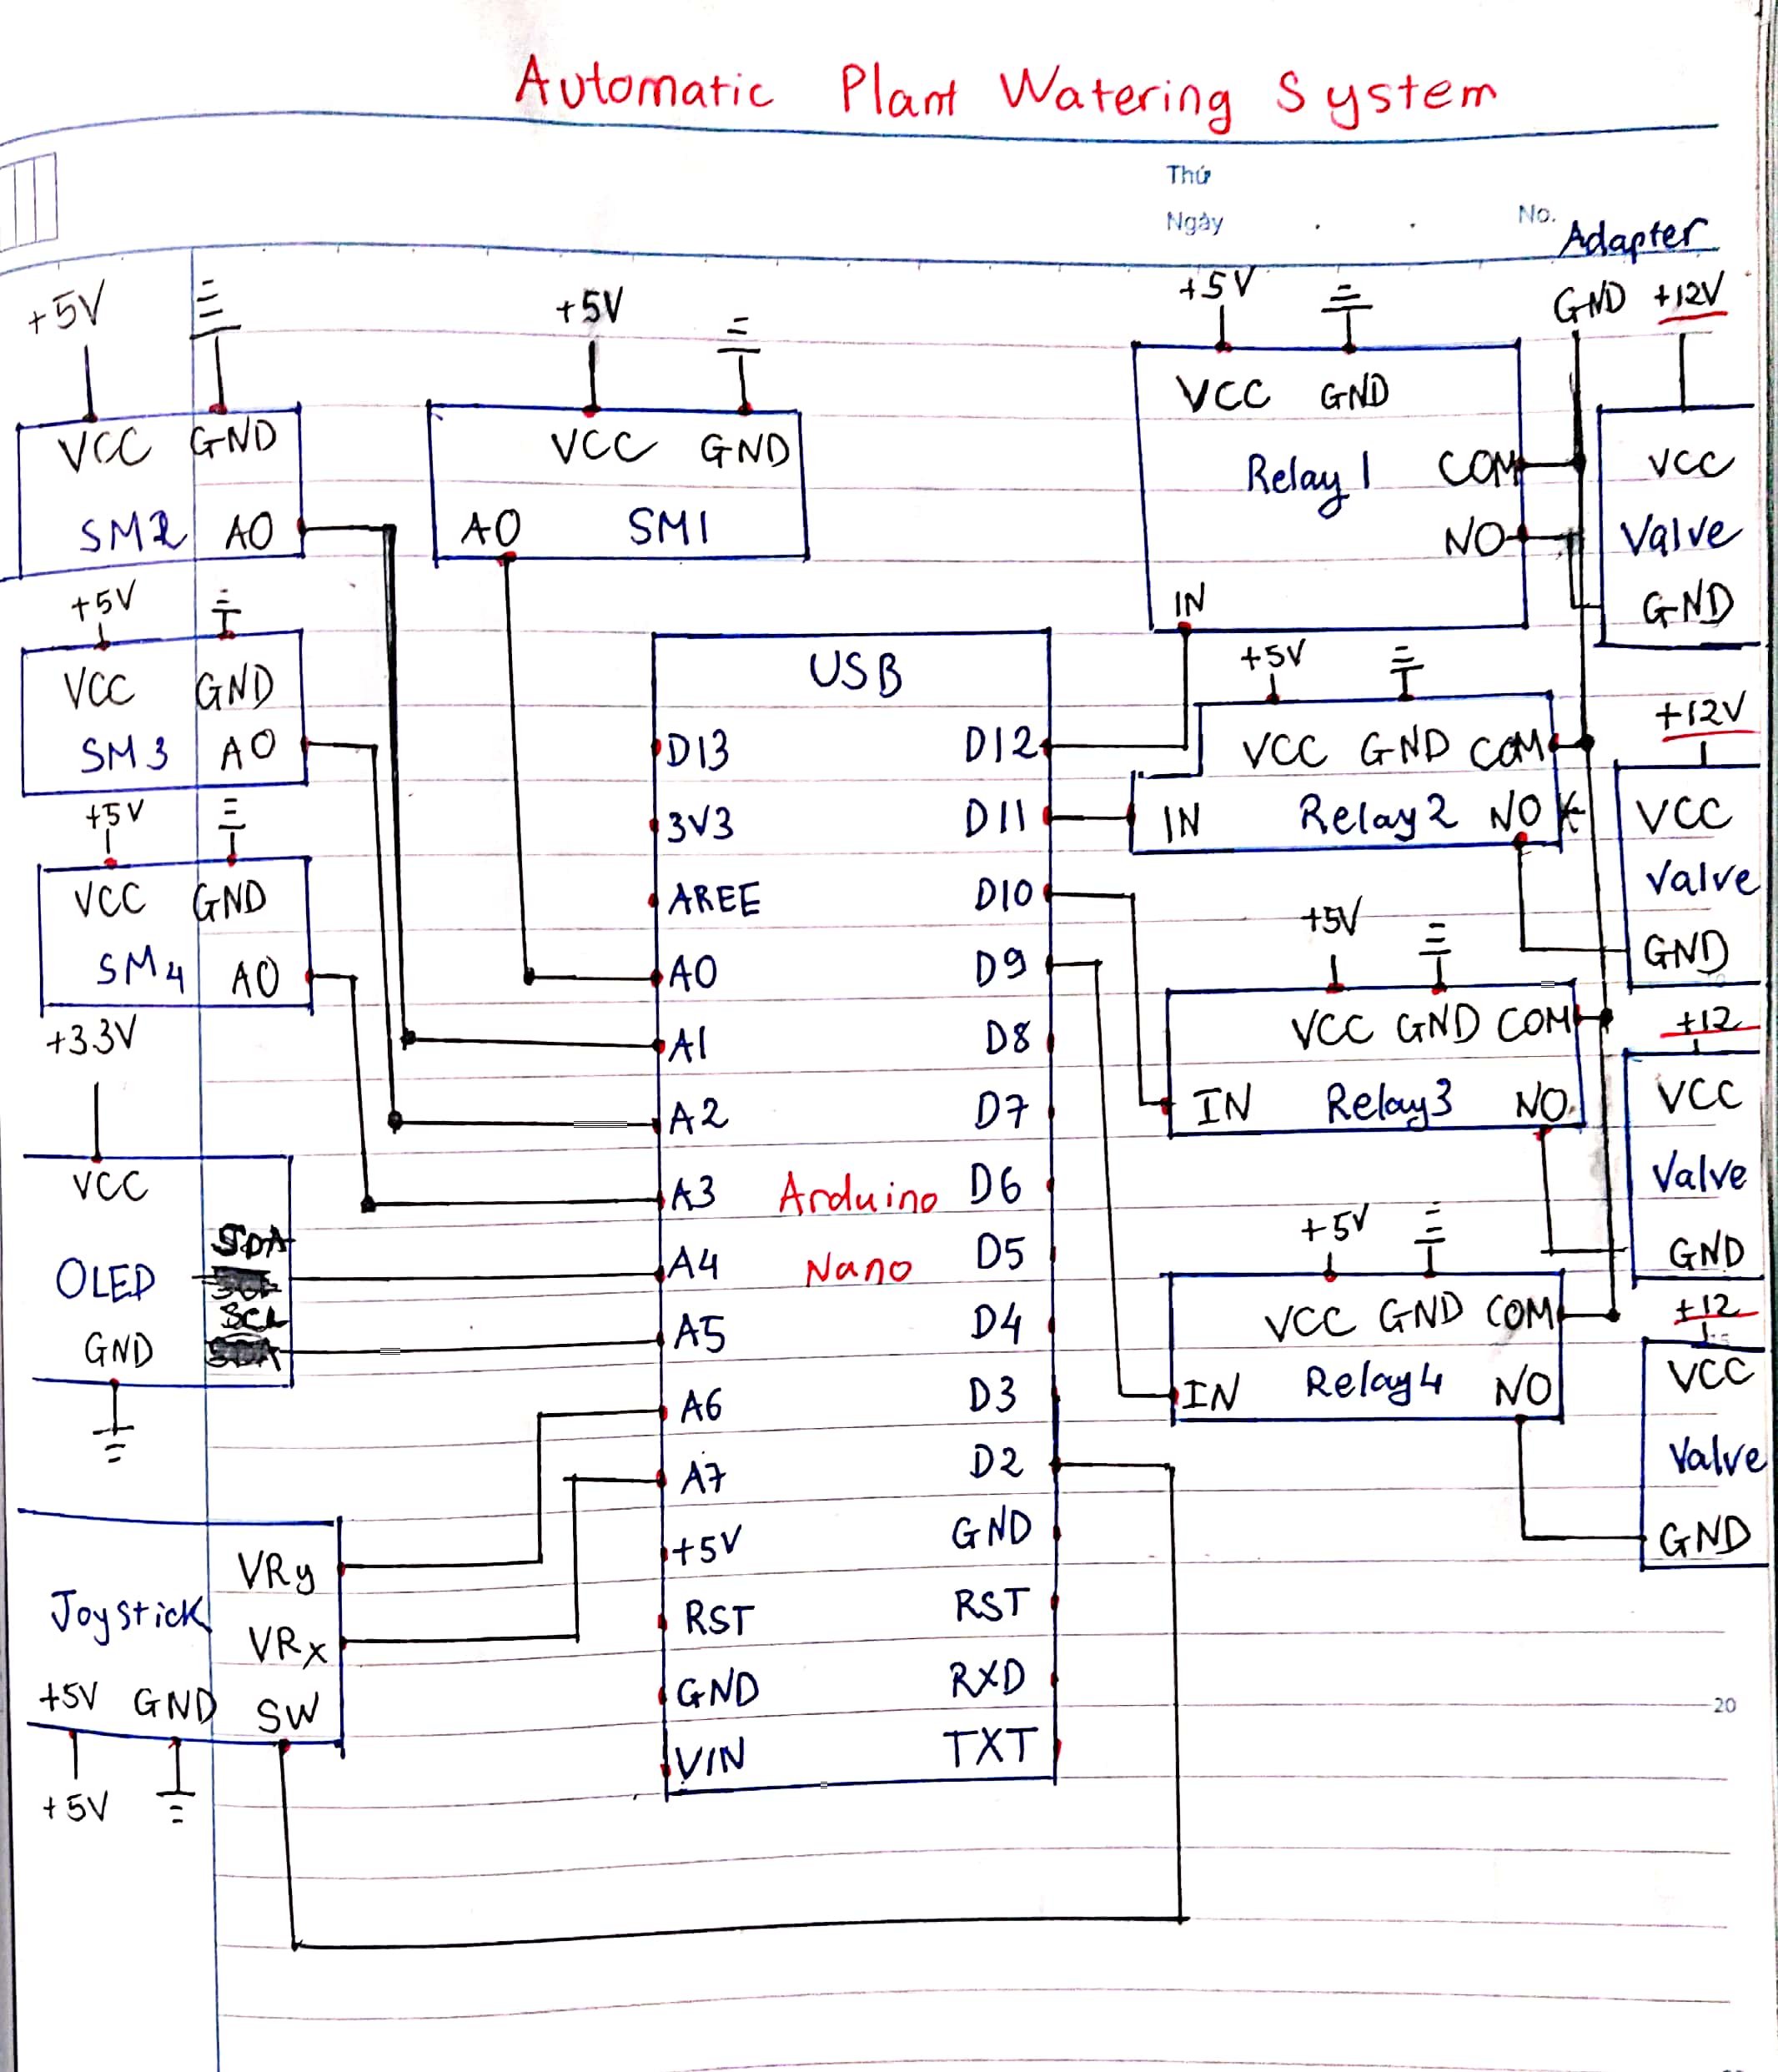 Automatic Plant Watering System
Thứ
Ngày
No.
Adapter
+5V
+5V
+5V
GND +12V
VCC GND
SM2 AO
VCC GND
AO SM1
VCC GND
Relay 1 COM
NO
IN
VCC
Valve
GND
+5V
VCC GND
SM3 AO
+5V
VCC GND
SM4 AO
+3.3V
VCC
OLED
GND
SDA
SCL
VRy
Joystick
VRx
+5V GND SW
+5V
USB
D13 D12
3V3 D11
AREE D10
A0 D9
A1 D8
A2 D7
A3 Arduino D6
A4 Nano D5
A5 D4
A6 D3
A7 D2
+5V GND
RST RST
GND RXD
VIN TXT
+5V
VCC GND COM
IN Relay2 NO
+12V
VCC
Valve
GND
+5V
VCC GND COM
IN Relay3 NO
+12
VCC
Valve
GND
+5V
VCC GND COM
IN Relay4 NO
+12
VCC
Valve
GND
20